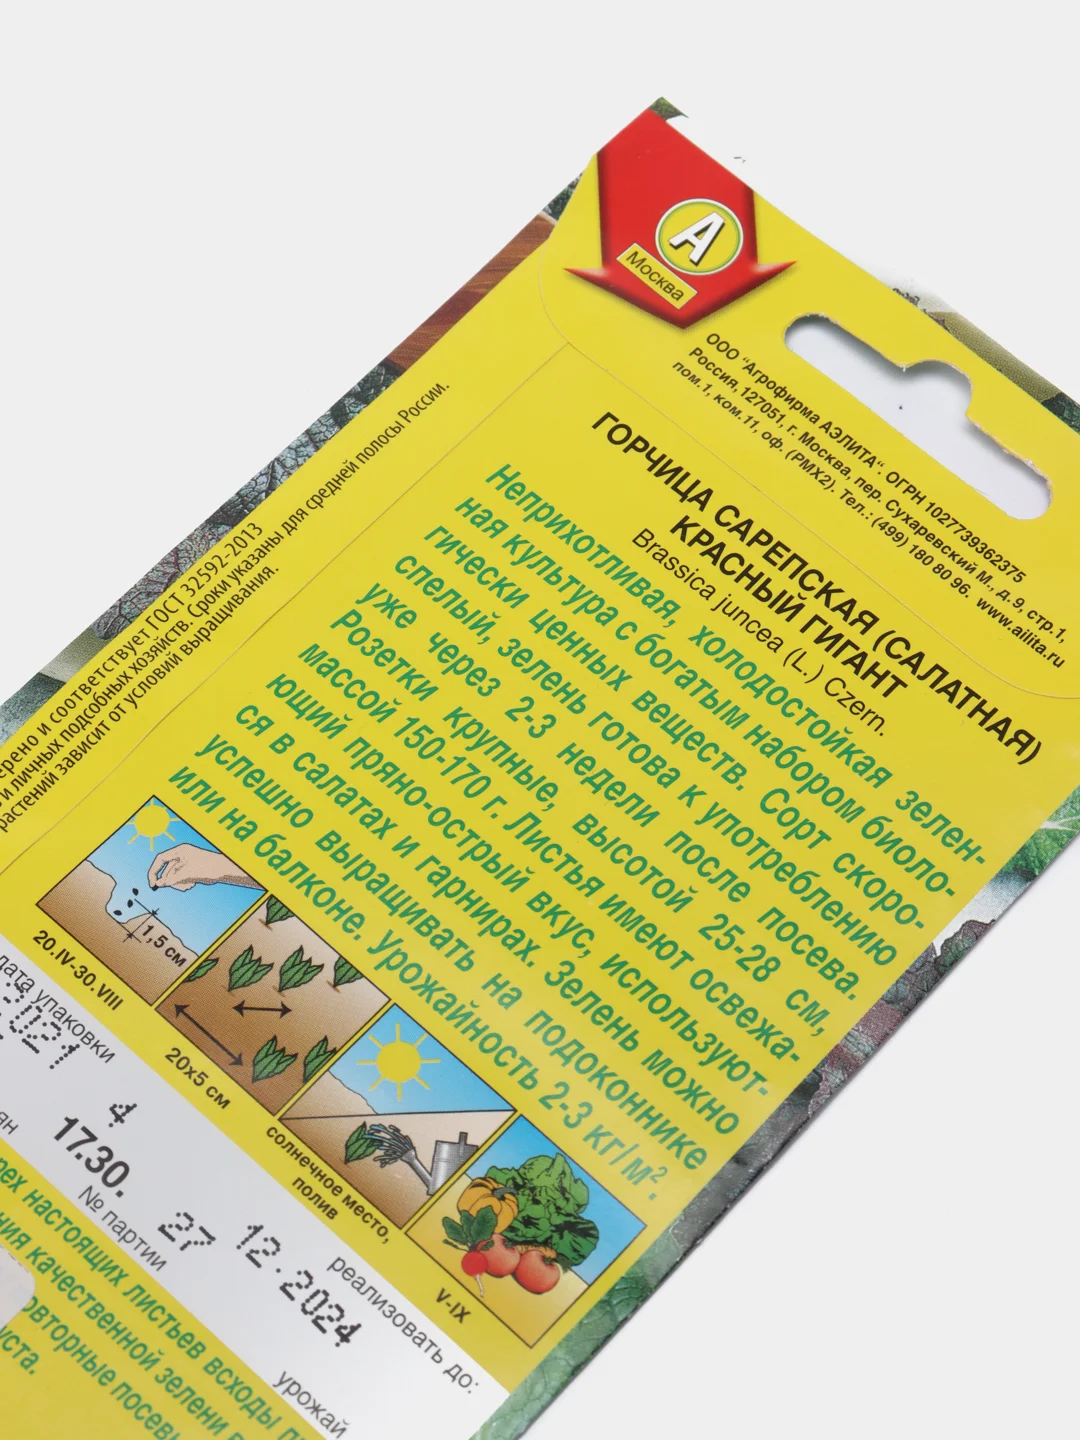 А
Москва
ООО "Агрофирма АЭЛИТА". ОГРН 1027739362375
Россия, 127051, г. Москва, пер. Сухаревский М., д.9, стр.1,
пом.1, ком.11, оф. (РМХ2). Тел.: (499) 180 80 96. www.ailita.ru
ГОРЧИЦА САРЕПСКАЯ (САЛАТНАЯ)
КРАСНЫЙ ГИГАНТ
Brassica juncea (L.) Czern.
Неприхотливая, холодостойкая зелен-
ная культура с богатым набором биоло-
гически ценных веществ. Сорт скоро-
спелый, зелень готова к употреблению
уже через 2-3 недели после посева.
Розетки крупные, высотой 25-28 см,
массой 150-170 г. Листья имеют освежа-
ющий пряно-острый вкус, используют-
ся в салатах и гарнирах. Зелень можно
успешно выращивать на подоконнике
или на балконе. Урожайность 2-3 кг/м².
и соответствует ГОСТ 32592-2013
и личных подсобных хозяйств. Сроки указаны для средней полосы России.
растений зависит от условий выращивания.
1,5 см
20.IV-30.VIII
20x5 см
солнечное место,
полив
V-IX
дата упаковки
2021
4
17.30.
№ партии
27 12.2024
реализовать до:
урожай
настоящих листьев всходы
качественной зелени